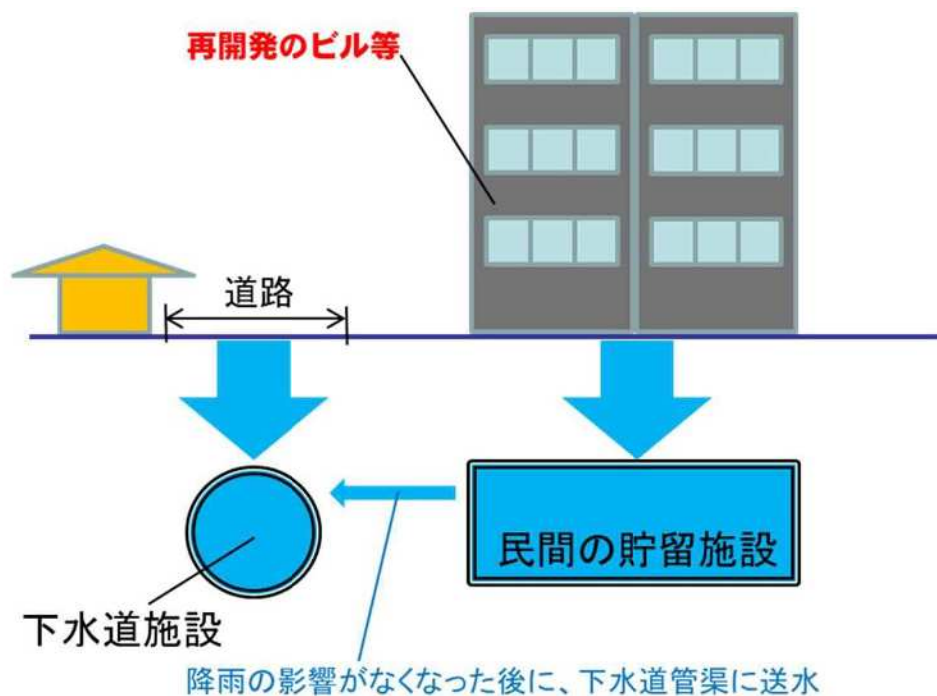 再開発のビル等
道路
民間の貯留施設
下水道施設
降雨の影響がなくなった後に、下水道管渠に送水